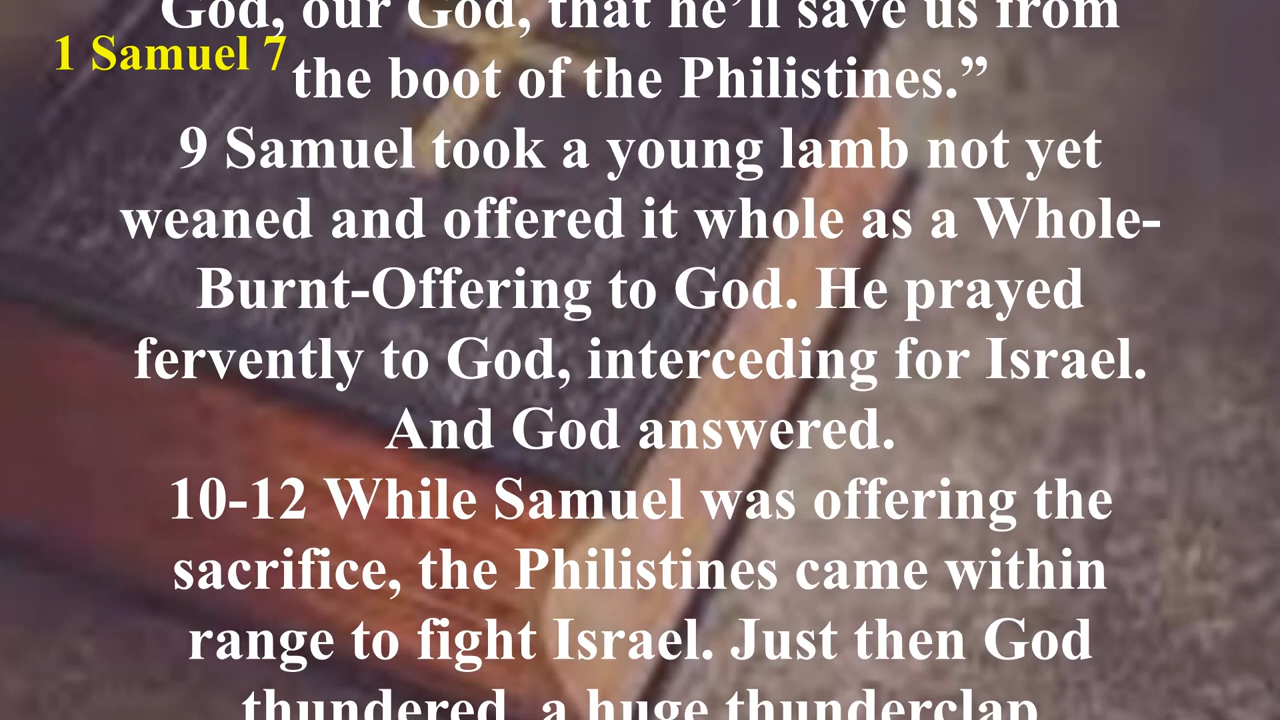 God, our God, that he’ll save us from
1 Samuel 7
the boot of the Philistines.”
9 Samuel took a young lamb not yet
weaned and offered it whole as a Whole-
Burnt-Offering to God. He prayed
fervently to God, interceding for Israel.
And God answered.
10-12 While Samuel was offering the
sacrifice, the Philistines came within
range to fight Israel. Just then God
thundered, a huge thunderclap